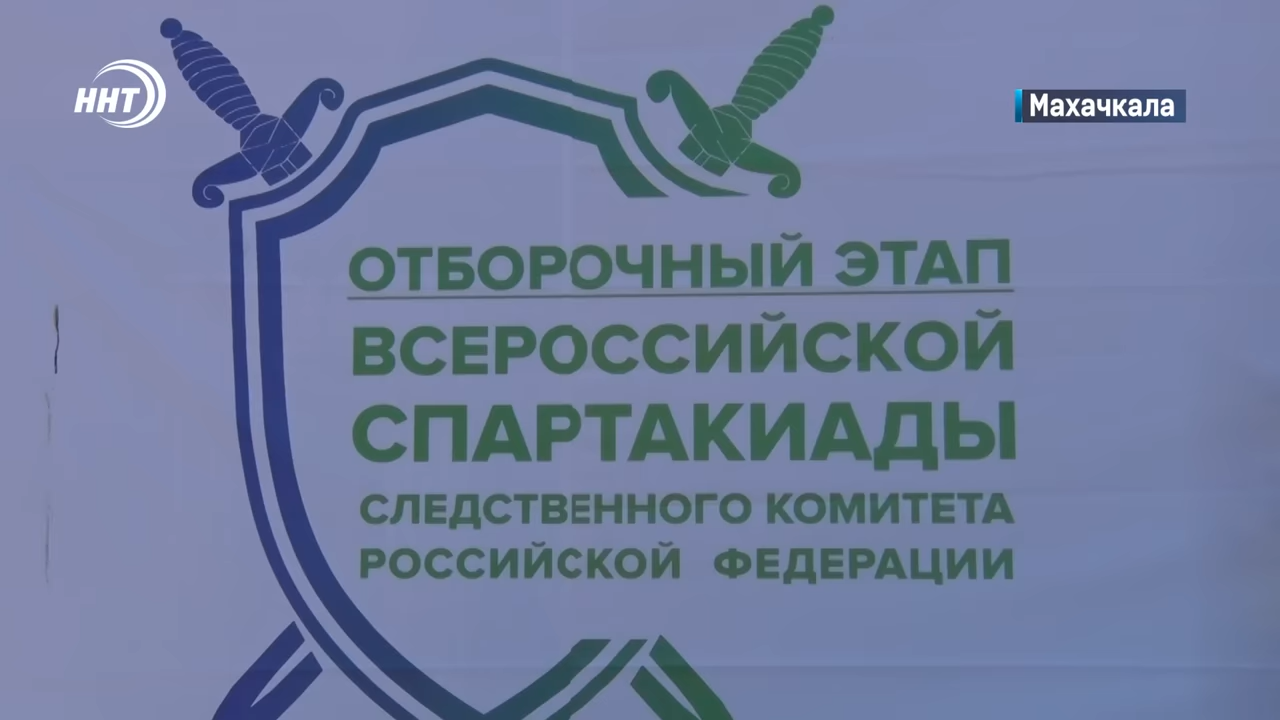 ННТ
Махачкала
ОТБОРОЧНЫЙ ЭТАП
ВСЕРОССИЙСКОЙ
СПАРТАКИАДЫ
СЛЕДСТВЕННОГО КОМИТЕТА
РОССИЙСКОЙ ФЕДЕРАЦИИ